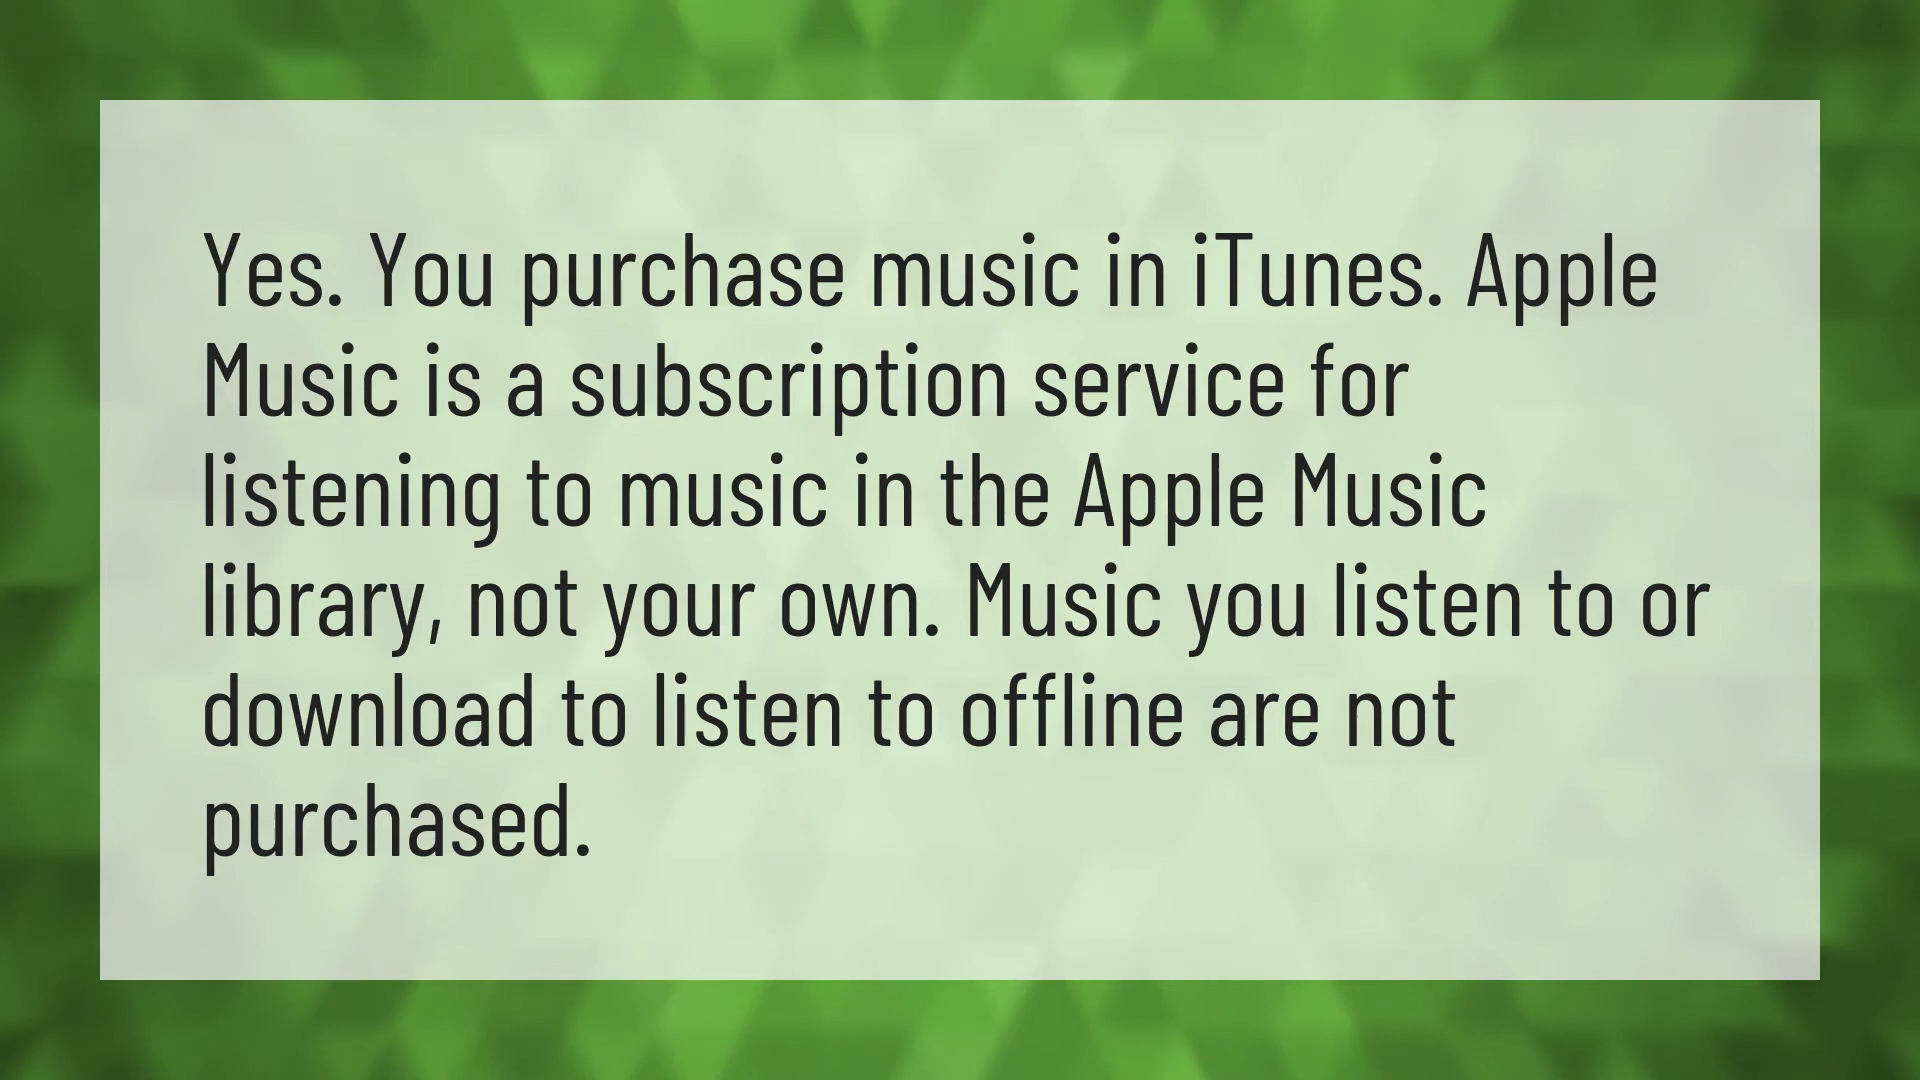 Yes. You purchase music in iTunes. Apple
Music is a subscription service for
listening to music in the Apple Music
library, not your own. Music you listen to or
download to listen to offline are not
purchased.